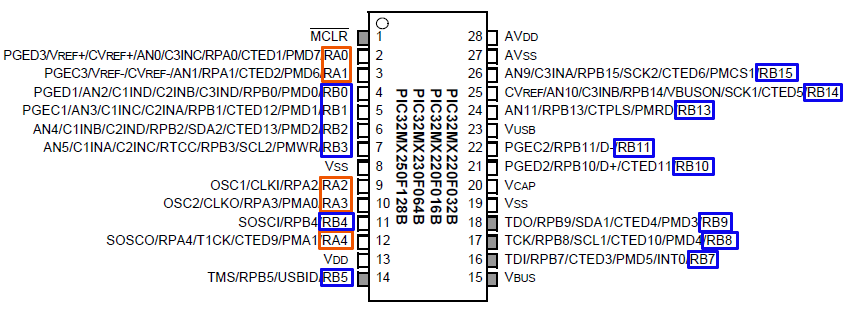 MCLR 1
PGED3/VREF+/CVREF+/AN0/C3INC/RPA0/CTED1/PMD7/RA0 2
PGEC3/VREF-/CVREF-/AN1/RPA1/CTED2/PMD6/RA1 3
PGED1/AN2/C1IND/C2INB/C3IND/RPB0/PMD0/RB0 4
PGEC1/AN3/C1INC/C2INA/RPB1/CTED12/PMD1/RB1 5
AN4/C1INB/C2IND/RPB2/SDA2/CTED13/PMD2/RB2 6
AN5/C1INA/C2INC/RTCC/RPB3/SCL2/PMWR/RB3 7
VSS 8
OSC1/CLKI/RPA2/RA2 9
OSC2/CLKO/RPA3/PMA0/RA3 10
SOSCI/RPB4/RB4 11
SOSCO/RPA4/T1CK/CTED9/PMA1/RA4 12
VDD 13
TMS/RPB5/USBID/RB5 14
PIC32MX220F032B
PIC32MX220F016B
PIC32MX230F064B
PIC32MX250F128B
28 AVDD
27 AVSS
26 AN9/C3INA/RPB15/SCK2/CTED6/PMCS1/RB15
25 CVREF/AN10/C3INB/RPB14/VBUSON/SCK1/CTED5/RB14
24 AN11/RPB13/CTPLS/PMRD/RB13
23 VUSB
22 PGEC2/RPB11/D-/RB11
21 PGED2/RPB10/D+/CTED11/RB10
20 VCAP
19 VSS
18 TDO/RPB9/SDA1/CTED4/PMD3/RB9
17 TCK/RPB8/SCL1/CTED10/PMD4/RB8
16 TDI/RPB7/CTED3/PMD5/INT0/RB7
15 VBUS